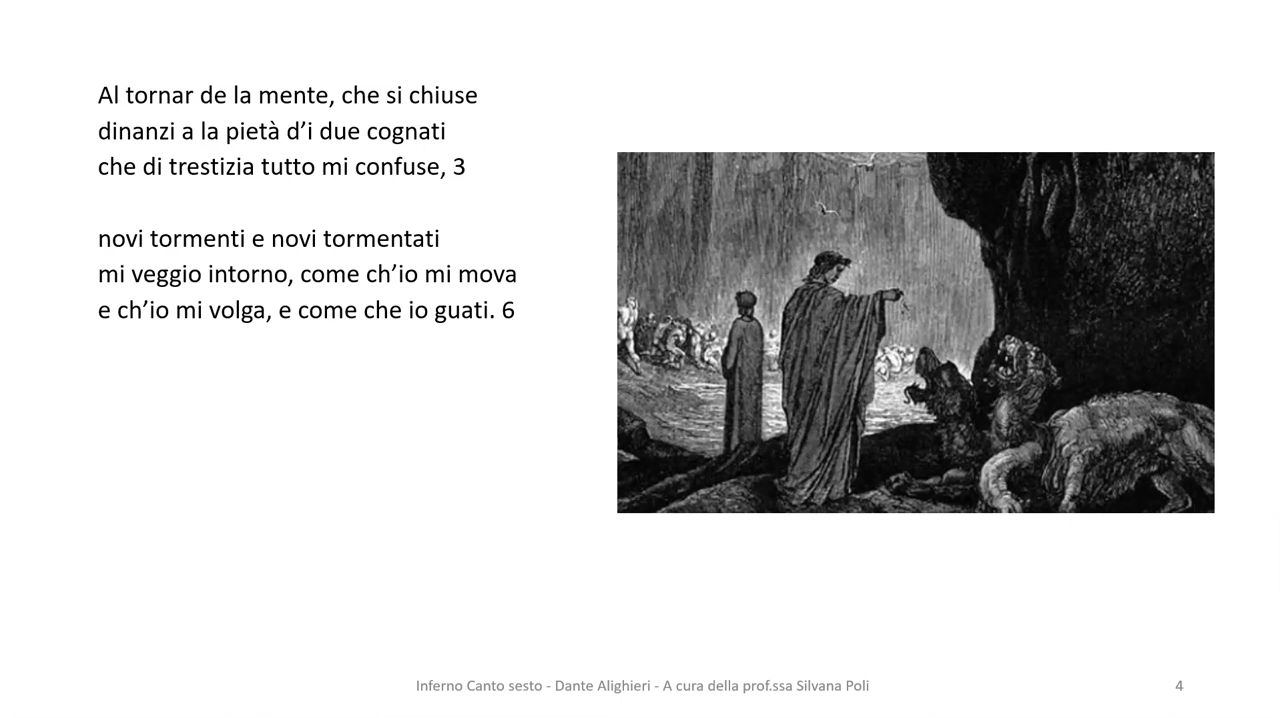 Al tornar de la mente, che si chiuse
dinanzi a la pietà d’i due cognati
che di trestizia tutto mi confuse, 3
novi tormenti e novi tormentati
mi veggio intorno, come ch’io mi mova
e ch’io mi volga, e come che io guati. 6
Inferno Canto sesto - Dante Alighieri - A cura della prof.ssa Silvana Poli
4